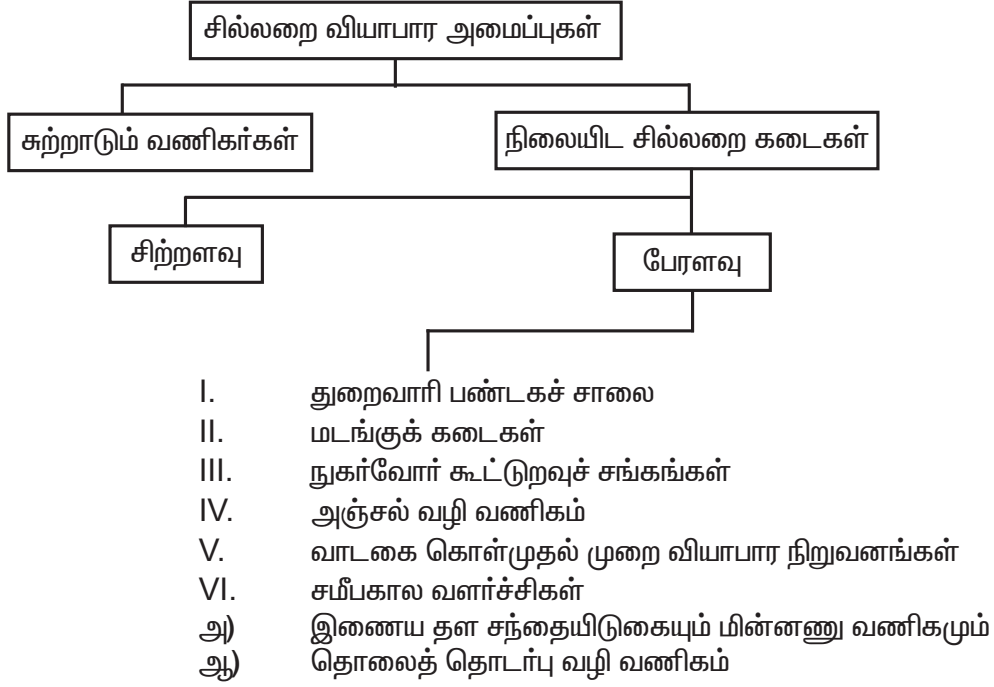 சில்லறை வியாபார அமைப்புகள்
சுற்றாடும் வணிகர்கள்
நிலையிட சில்லறை கடைகள்
சிற்றளவு
பேரளவு
I. துறைவாரி பண்டகச் சாலை
II. மடங்குக் கடைகள்
III. நுகர்வோர் கூட்டுறவுச் சங்கங்கள்
IV. அஞ்சல் வழி வணிகம்
V. வாடகை கொள்முதல் முறை வியாபார நிறுவனங்கள்
VI. சமீபகால வளர்ச்சிகள்
அ) இணைய தள சந்தையிடுகையும் மின்னணு வணிகமும்
ஆ) தொலைத் தொடர்பு வழி வணிகம்